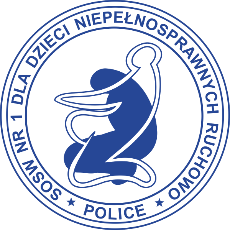 SOSW NR 1 DLA DZIECI NIEPEŁNOSPRAWNYCH RUCHOWO
POLICE